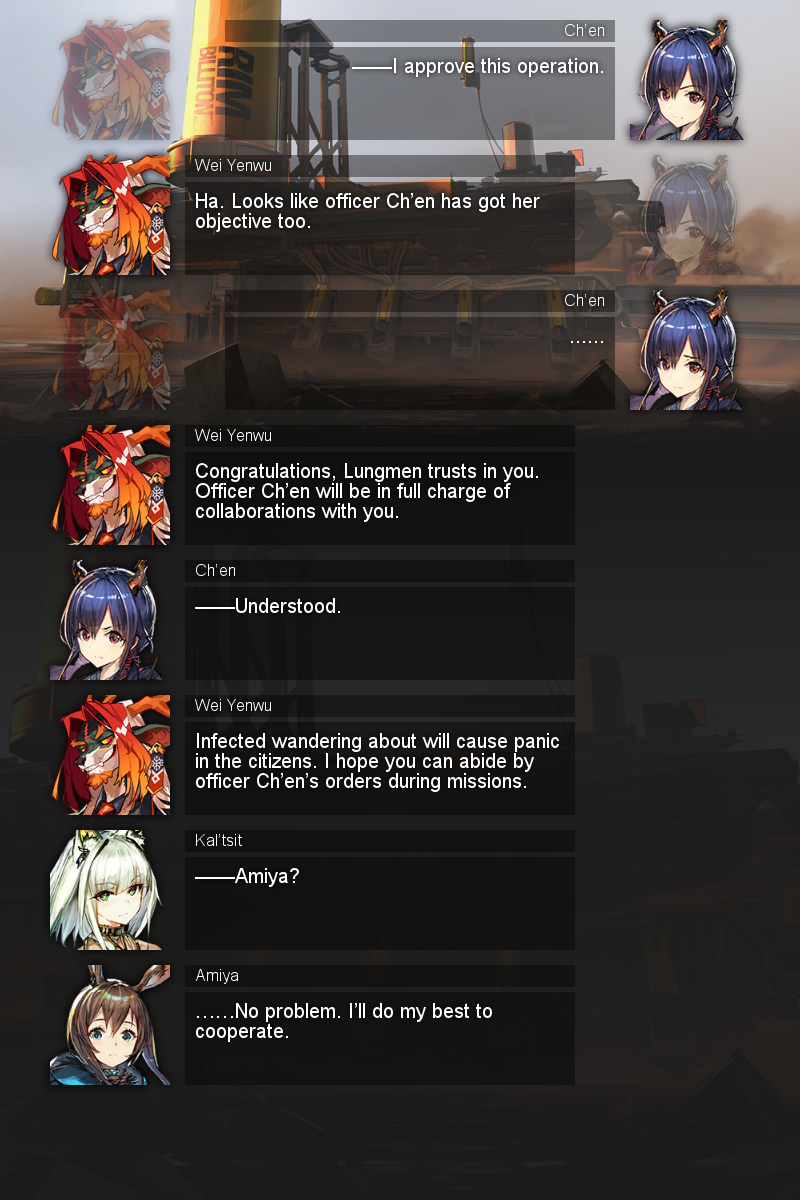 Ch'en
RIM
BILLITON
——I approve this operation.
Wei Yenwu
Ha. Looks like officer Ch'en has got her
objective too.
Ch'en
......
Wei Yenwu
Congratulations, Lungmen trusts in you.
Officer Ch'en will be in full charge of
collaborations with you.
Ch'en
——Understood.
Wei Yenwu
Infected wandering about will cause panic
in the citizens. I hope you can abide by
officer Ch'en's orders during missions.
Kal'tsit
——Amiya?
Amiya
......No problem. I'll do my best to
cooperate.